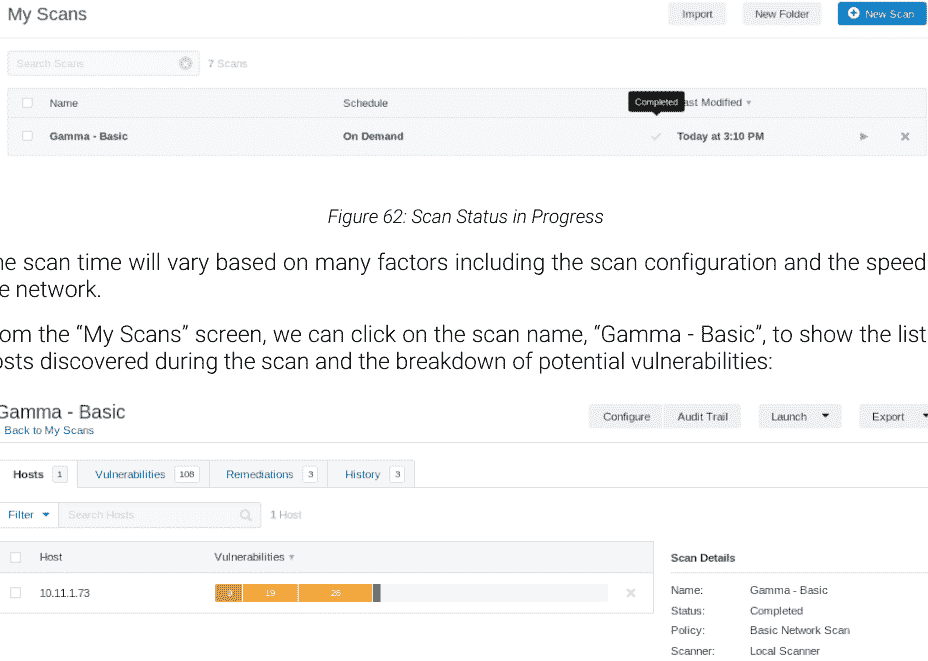 My Scans
Import
New Folder
New Scan
Search Scans
7 Scans
Name
Schedule
Completed
ast Modified
Gamma - Basic
On Demand
Today at 3:10 PM
Figure 62: Scan Status in Progress
he scan time will vary based on many factors including the scan configuration and the speed
e network.
om the “My Scans” screen, we can click on the scan name, “Gamma - Basic”, to show the list
osts discovered during the scan and the breakdown of potential vulnerabilities:
Gamma - Basic
Back to My Scans
Configure
Audit Trail
Launch
Export
Hosts 1
Vulnerabilities 108
Remediations 3
History 3
Filter
Search Hosts
1 Host
Host
Vulnerabilities
10.11.1.73
19
26
Scan Details
Name: Gamma - Basic
Status: Completed
Policy: Basic Network Scan
Scanner: Local Scanner